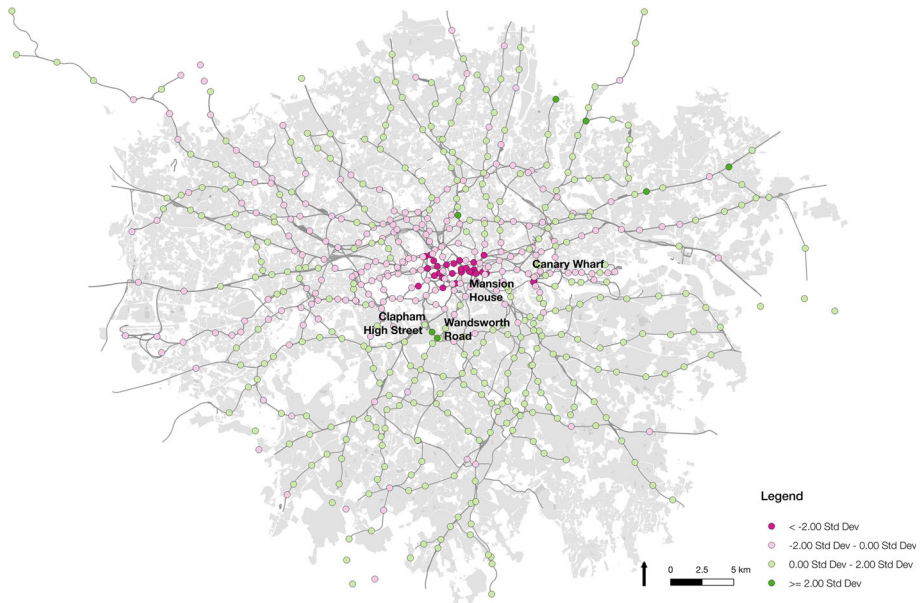 Canary Wharf
Mansion
House
Clapham
High Street
Wandsworth
Road
Legend
< -2.00 Std Dev
-2.00 Std Dev - 0.00 Std Dev
0.00 Std Dev - 2.00 Std Dev
>= 2.00 Std Dev
0 2.5 5 km